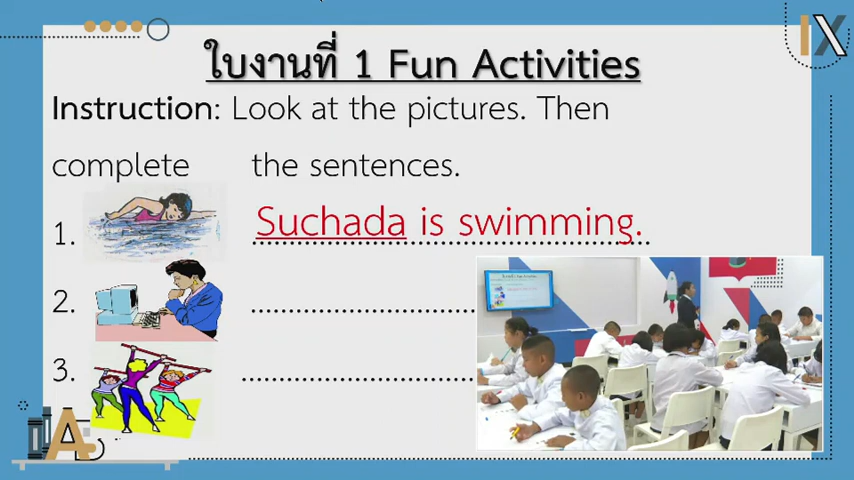 IX
ใบงานที่ 1 Fun Activities
Instruction: Look at the pictures. Then
complete the sentences.
1. Suchada is swimming.
2. ........................
3. ........................
A